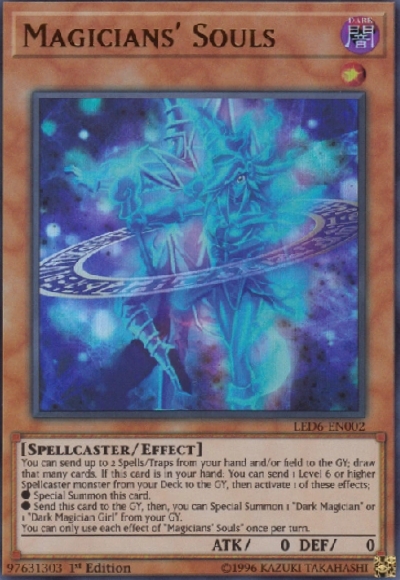 MAGICIANS' SOULS
DARK
闇
LED6-EN002
[SPELLCASTER/EFFECT]
You can send up to 2 Spells/Traps from your hand and/or field to the GY; draw
that many cards. If this card is in your hand: You can send 1 Level 6 or higher
Spellcaster monster from your Deck to the GY, then activate 1 of these effects;
● Special Summon this card.
● Send this card to the GY, then, you can Special Summon 1 "Dark Magician" or
1 "Dark Magician Girl" from your GY.
You can only use each effect of "Magicians' Souls" once per turn.
ATK/ 0 DEF/ 0
97631303 1st Edition ©1996 KAZUKI TAKAHASHI